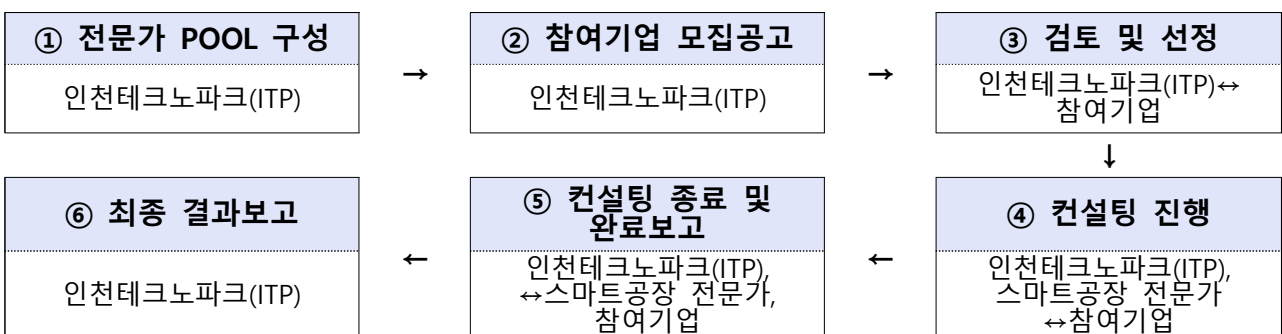 ① 전문가 POOL 구성
인천테크노파크(ITP)
→
② 참여기업 모집공고
인천테크노파크(ITP)
→
③ 검토 및 선정
인천테크노파크(ITP)↔
참여기업
↓
④ 컨설팅 진행
인천테크노파크(ITP),
스마트공장 전문가
↔참여기업
←
⑤ 컨설팅 종료 및
완료보고
인천테크노파크(ITP),
↔스마트공장 전문가,
참여기업
←
⑥ 최종 결과보고
인천테크노파크(ITP)